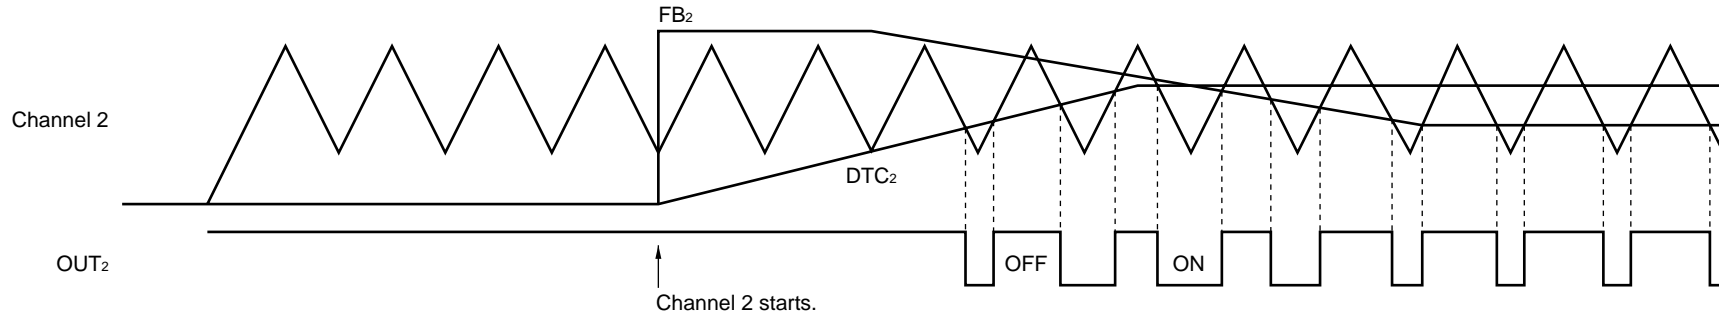 FB2
Channel 2
DTC2
OUT2
OFF
ON
Channel 2 starts.